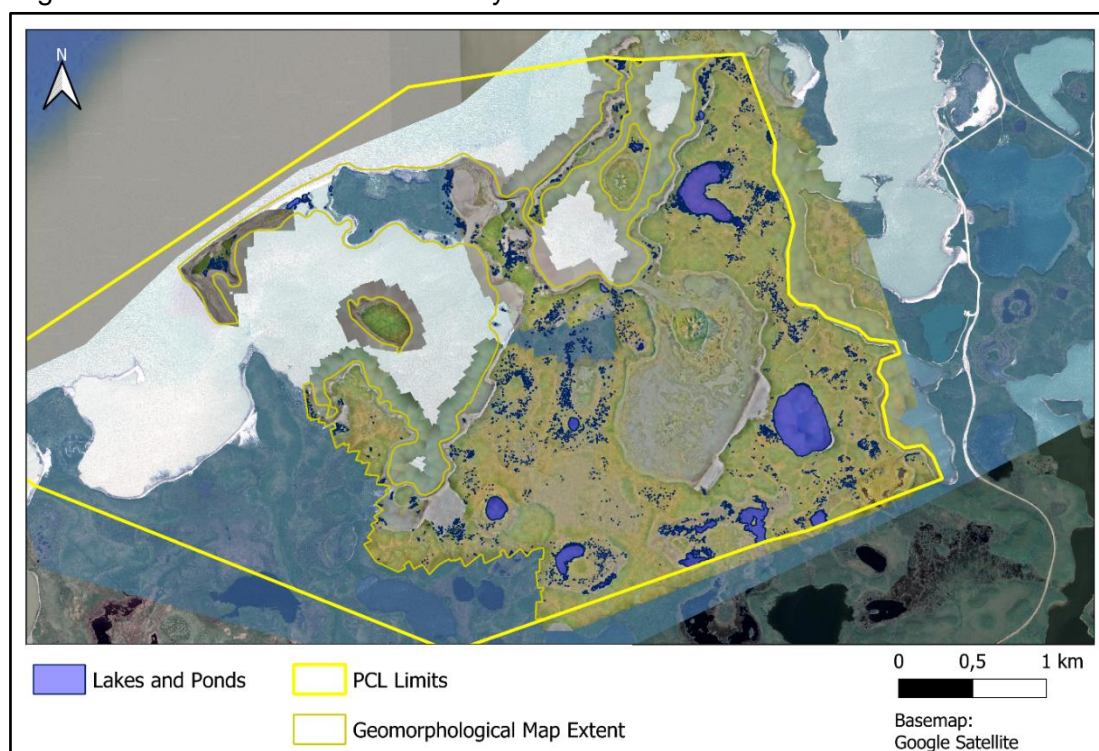 N
Lakes and Ponds
PCL Limits
Geomorphological Map Extent
0 0,5 1 km
Basemap:
Google Satellite